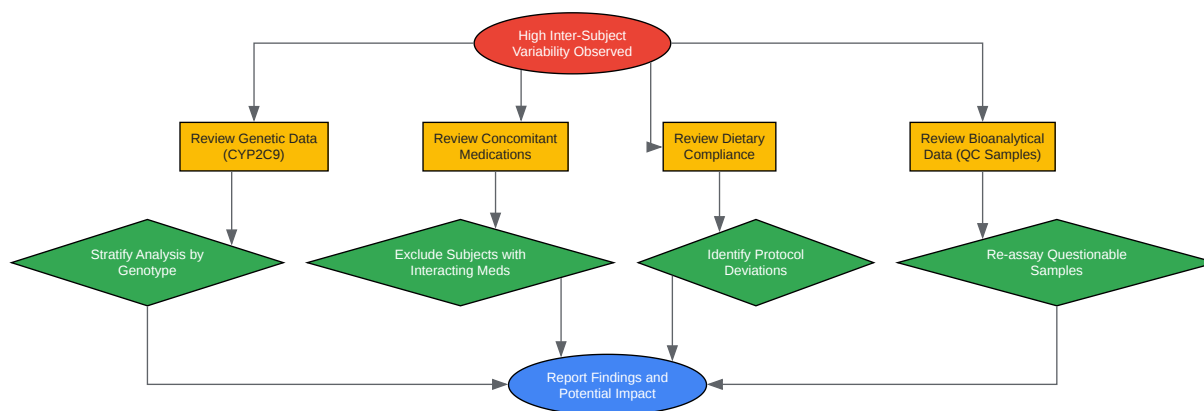 High Inter-Subject
Variability Observed
Review Genetic Data
(CYP2C9)
Review Concomitant
Medications
Review Dietary
Compliance
Review Bioanalytical
Data (QC Samples)
Stratify Analysis by
Genotype
Exclude Subjects with
Interacting Meds
Identify Protocol
Deviations
Re-assay Questionable
Samples
Report Findings and
Potential Impact